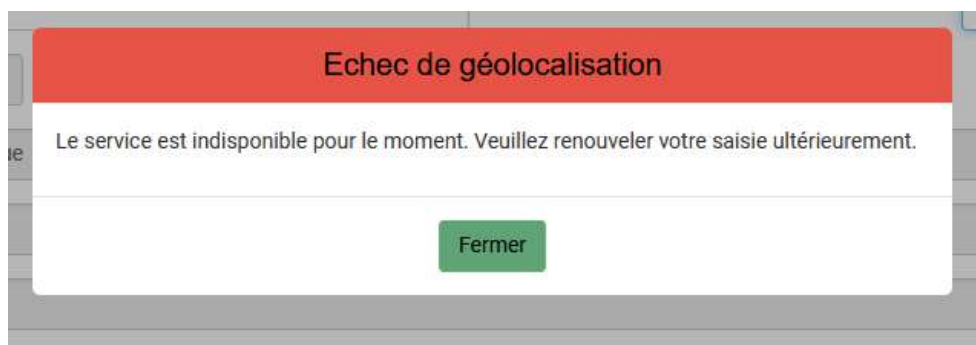 Echec de géolocalisation
Le service est indisponible pour le moment. Veuillez renouveler votre saisie ultérieurement.
Fermer